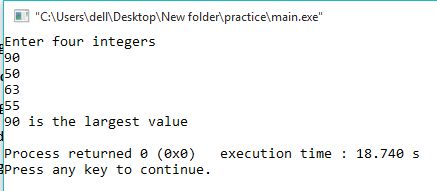 "C:\Users\dell\Desktop\New folder\practice\main.exe"
Enter four integers
90
50
63
55
90 is the largest value
Process returned 0 (0x0)   execution time : 18.740 s
Press any key to continue.